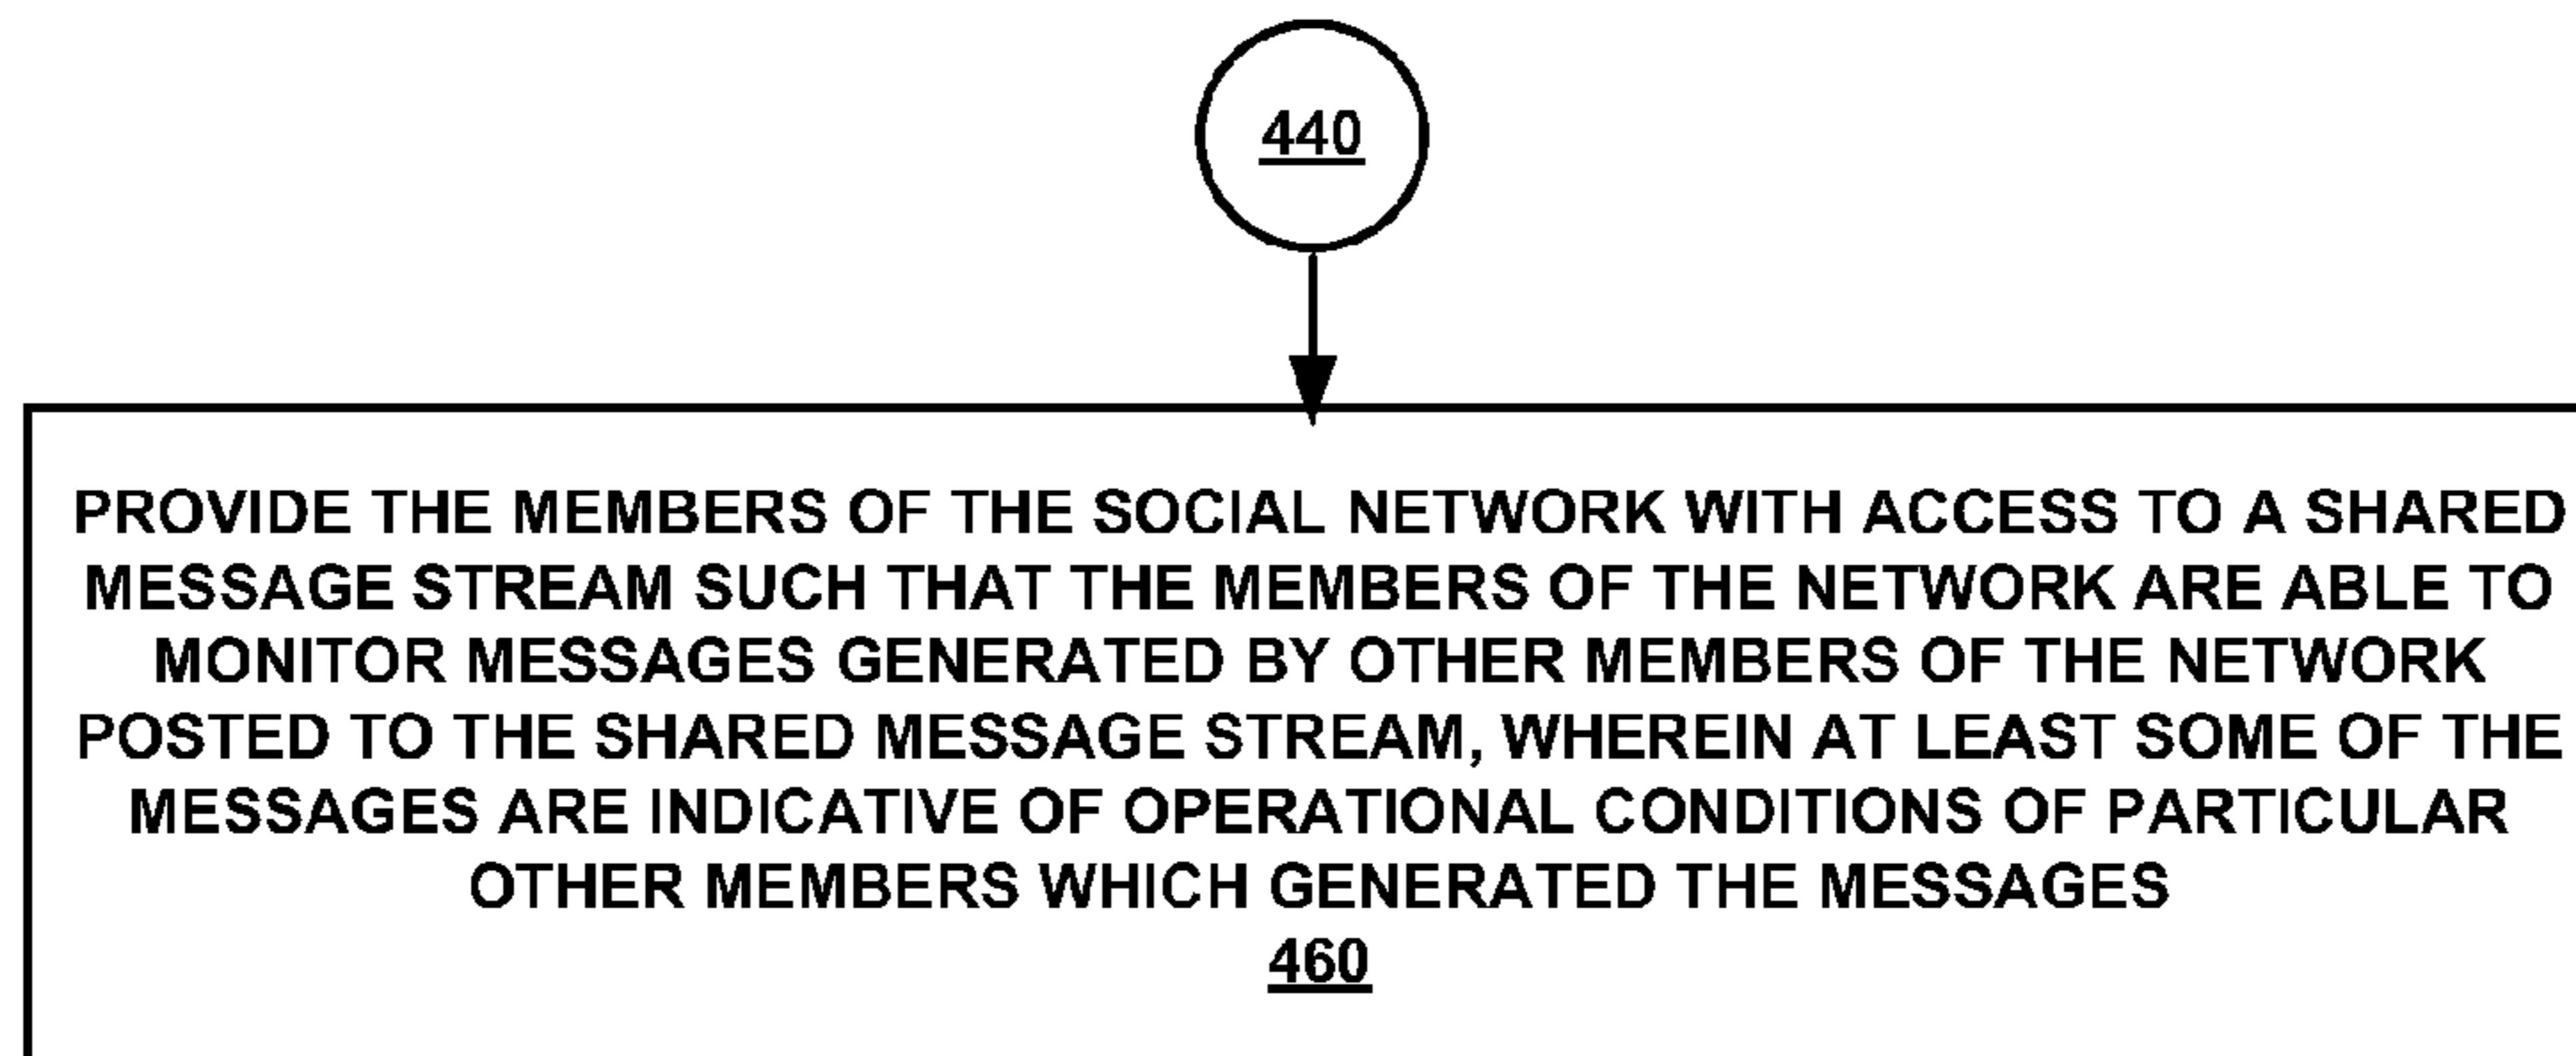 440
PROVIDE THE MEMBERS OF THE SOCIAL NETWORK WITH ACCESS TO A SHARED
MESSAGE STREAM SUCH THAT THE MEMBERS OF THE NETWORK ARE ABLE TO
MONITOR MESSAGES GENERATED BY OTHER MEMBERS OF THE NETWORK
POSTED TO THE SHARED MESSAGE STREAM, WHEREIN AT LEAST SOME OF THE
MESSAGES ARE INDICATIVE OF OPERATIONAL CONDITIONS OF PARTICULAR
OTHER MEMBERS WHICH GENERATED THE MESSAGES
460